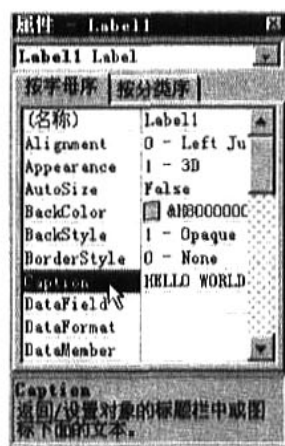 属性 - Label1
Label1 Label
按字母序 按分类序
(名称) Label1
Alignment 0 - Left Ju
Appearance 1 - 3D
AutoSize False
BackColor &H8000000
BackStyle 1 - Opaque
BorderStyle 0 - None
Caption HELLO WORLD
DataField
DataFormat
DataMember
Caption
返回/设置对象的标题栏中或图
标下面的文本。